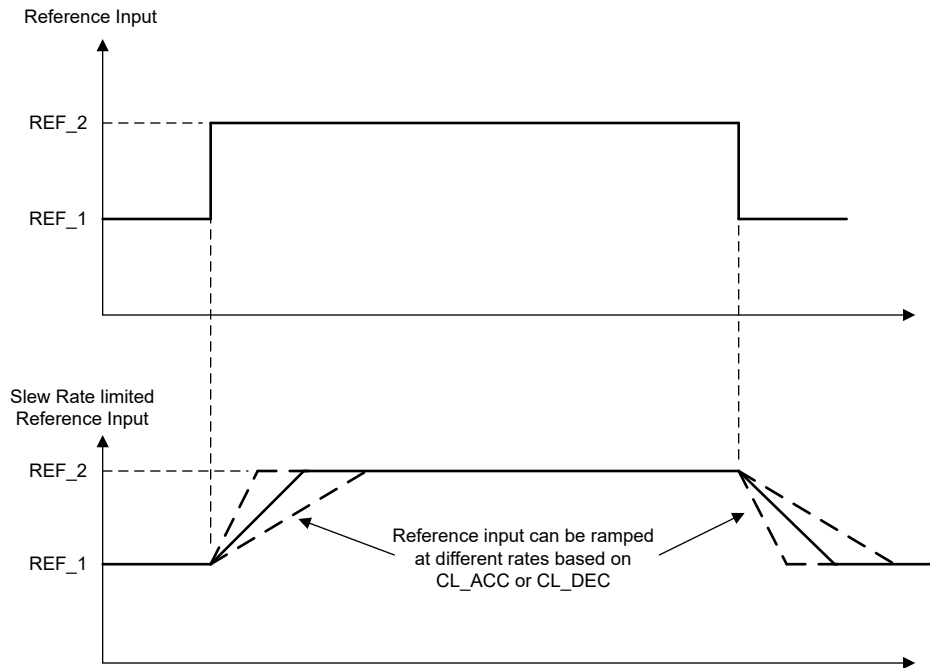 Reference Input
REF_2
REF_1
Slew Rate limited
Reference Input
REF_2
Reference input can be ramped
at different rates based on
CL_ACC or CL_DEC
REF_1